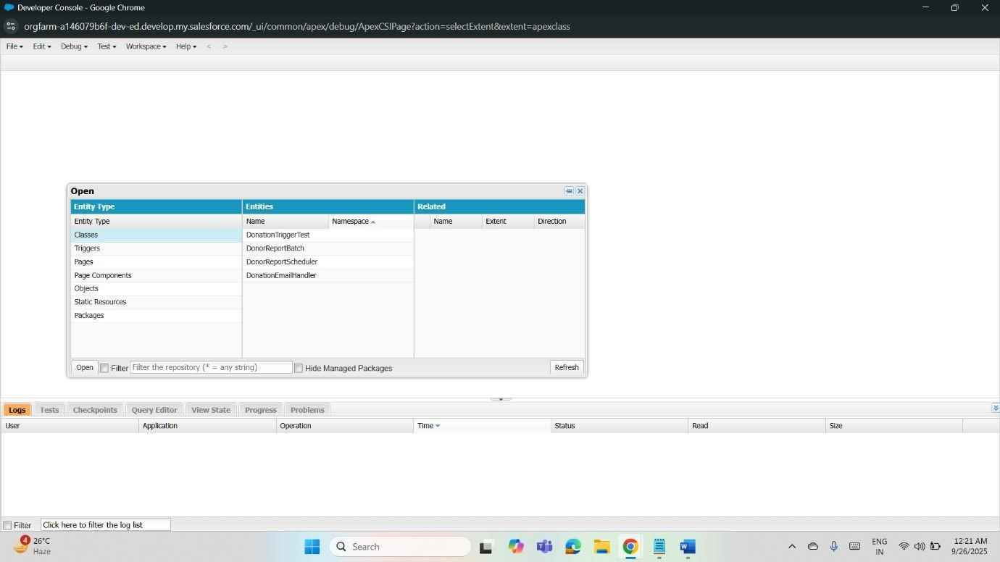 Developer Console - Google Chrome
orgfarm-a146079b6f-dev-ed.develop.my.salesforce.com/_ui/common/apex/debug/ApexCSIPage?action=selectExtent&extent=apexclass
File Edit Debug Test Workspace Help < >
Open
Entity Type Entities Related
Entity Type Name Namespace Name Extent Direction
Classes DonationTriggerTest
Triggers DonorReportBatch
Pages DonorReportScheduler
Page Components DonationEmailHandler
Objects
Static Resources
Packages
Open Filter Filter the repository (* = any string) Hide Managed Packages Refresh
Logs Tests Checkpoints Query Editor View State Progress Problems
User Application Operation Time Status Read Size
Filter Click here to filter the log list
4 26°C
Haze
Search
ENG
IN
12:21 AM
9/26/2025